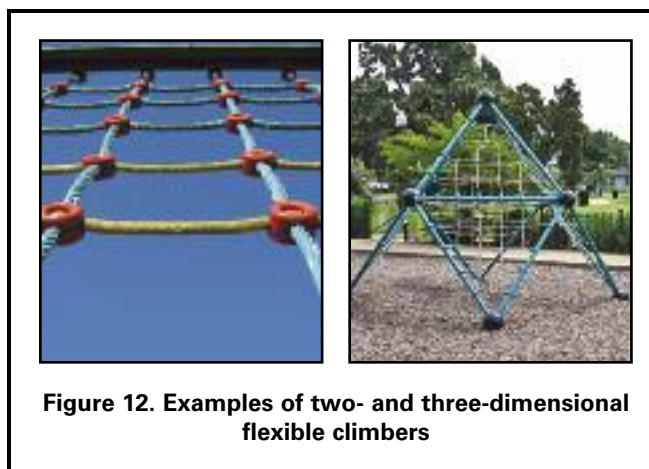 Figure 12. Examples of two- and three-dimensional
flexible climbers